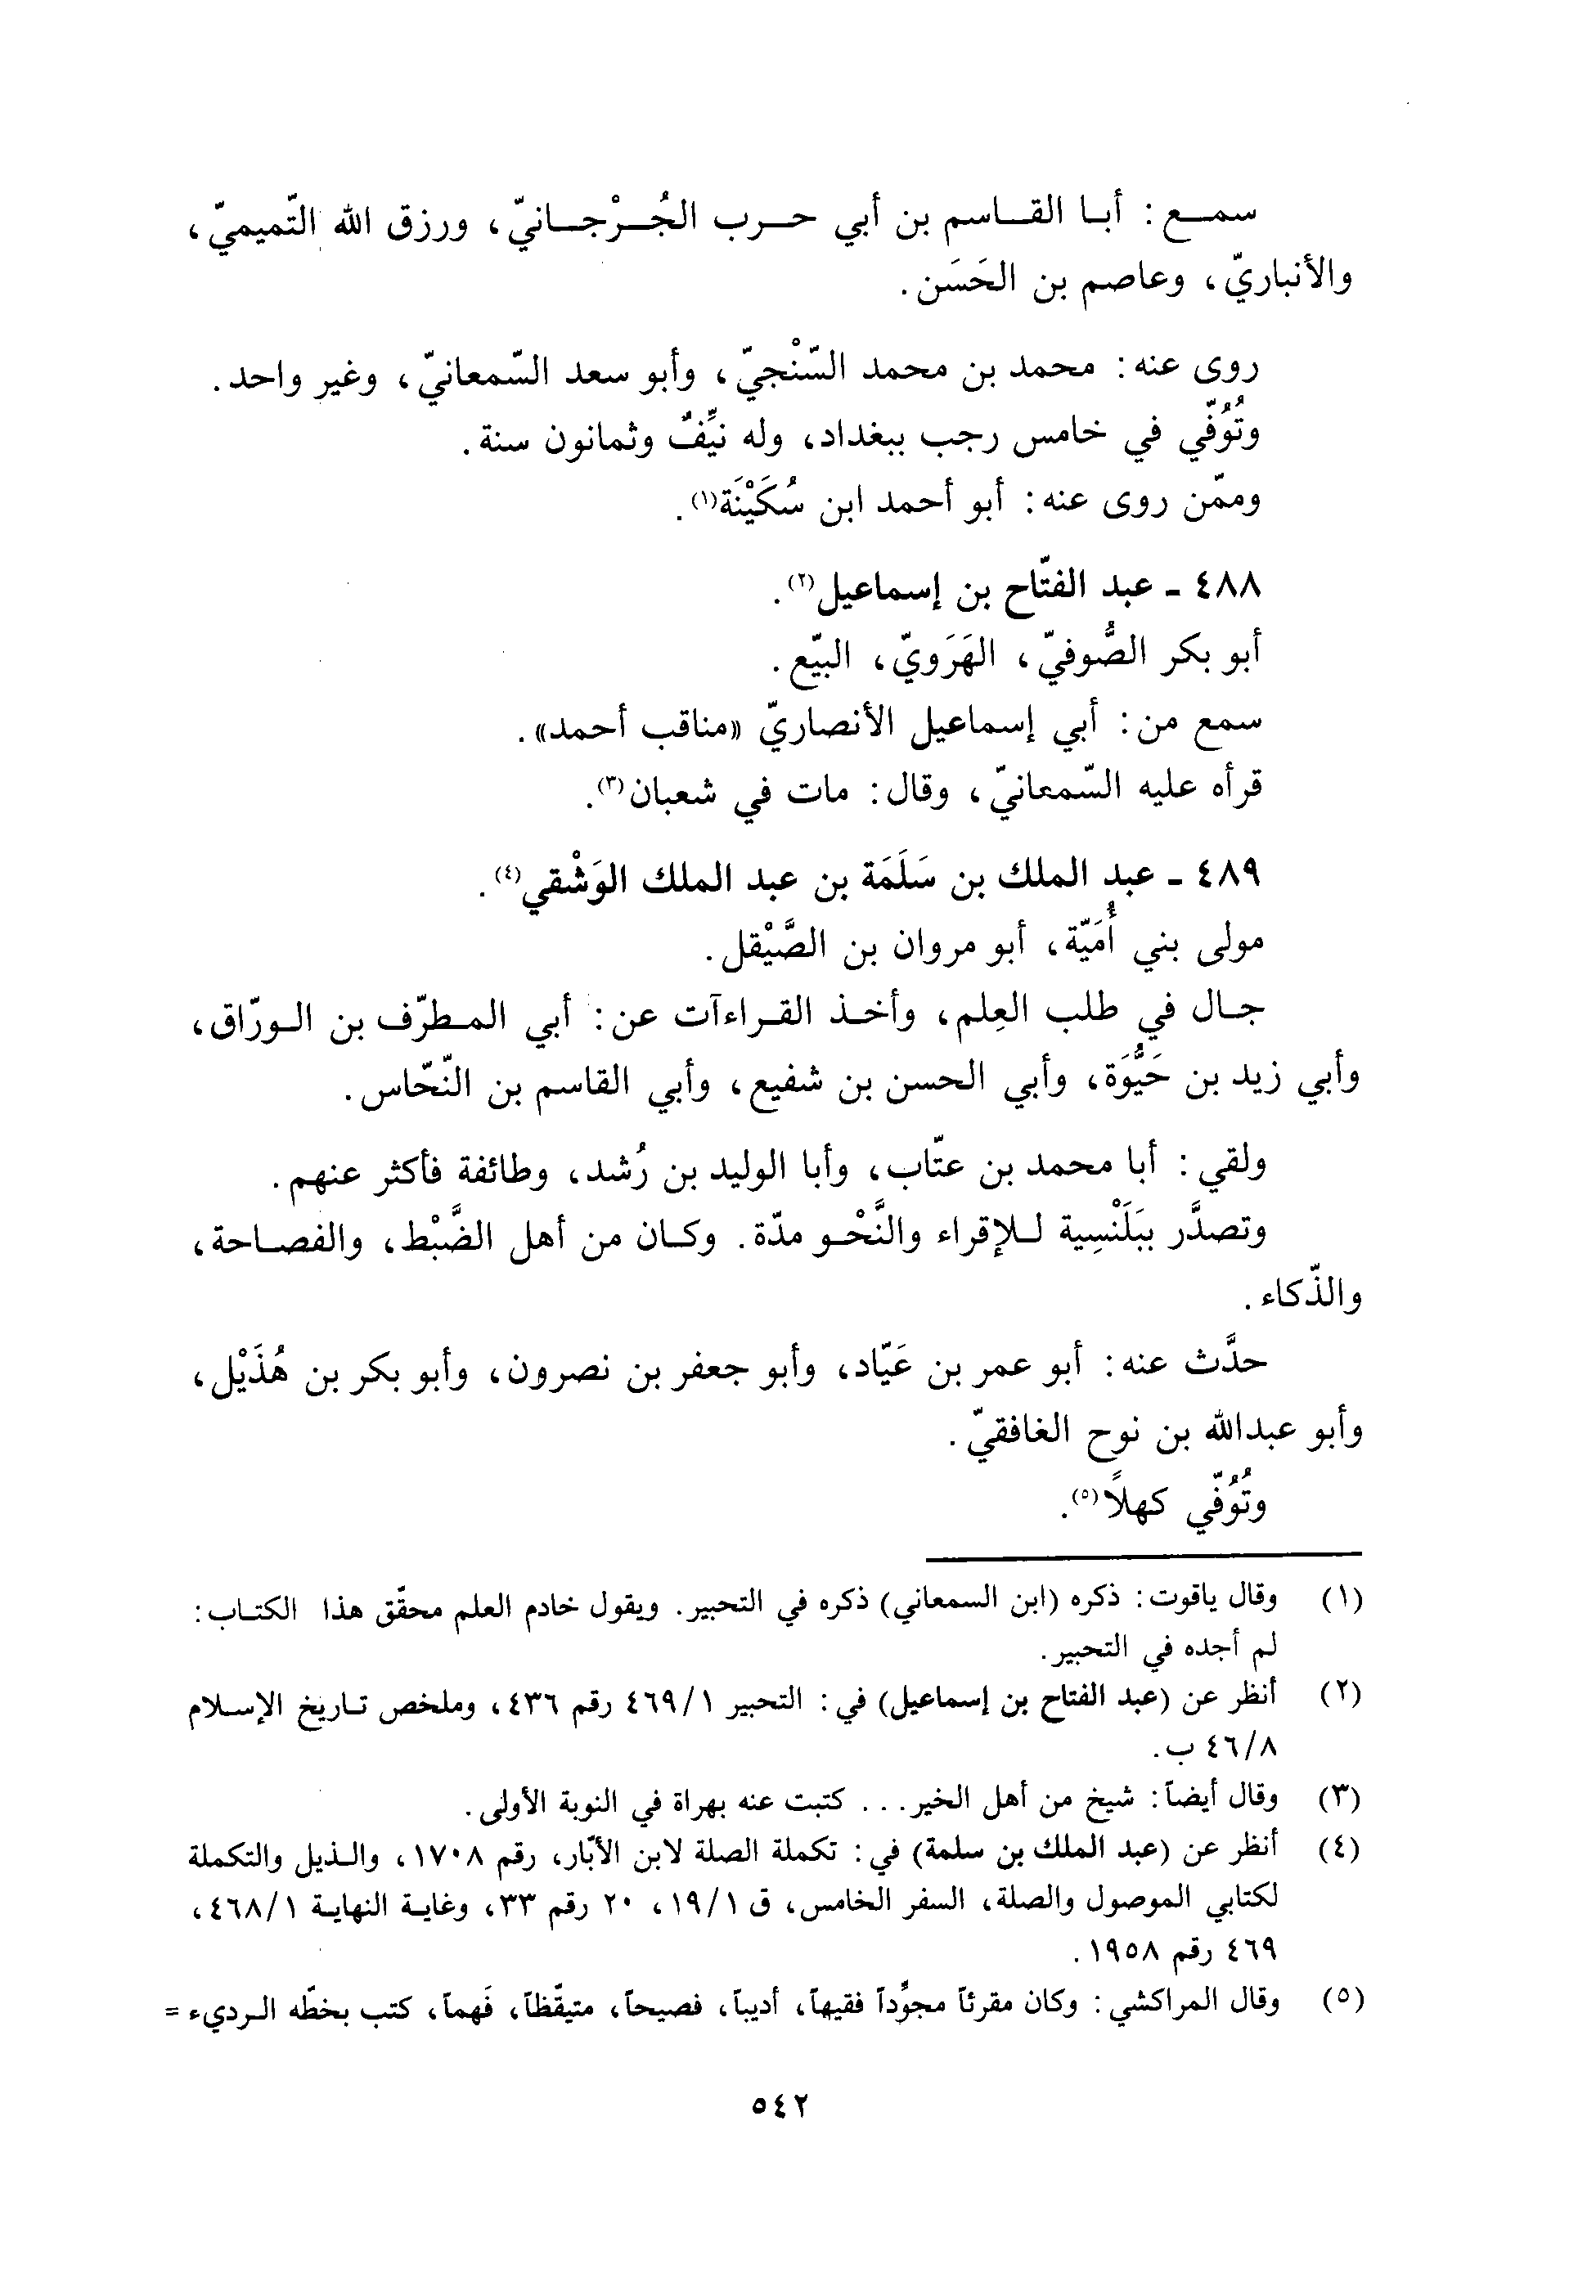 سمع: أبا القاسم بن أبي حرب الجُرْجانيّ، ورزق الله التّميميّ،
والأنباريّ، وعاصم بن الحَسَن.
روى عنه: محمد بن محمد السّنْجيّ، وأبو سعد السّمعانيّ، وغير واحد.
وتُوُفّي في خامس رجب ببغداد، وله نيِّفٌ وثمانون سنة.
وممّن روى عنه: أبو أحمد ابن سُكَيْنَة(١).
٤٨٨ ـ عبد الفتّاح بن إسماعيل(٢).
أبو بكر الصُّوفيّ، الهَرَويّ، البيّع.
سمع من: أبي إسماعيل الأنصاريّ «مناقب أحمد».
قرأه عليه السّمعانيّ، وقال: مات في شعبان(٣).
٤٨٩ ـ عبد الملك بن سَلَمَة بن عبد الملك الوَشْقي(٤).
مولى بني أُمَيّة، أبو مروان بن الصَّيْقل.
جال في طلب العِلم، وأخذ القراءآت عن: أبي المطرّف بن الورّاق،
وأبي زيد بن حَيُّوَة، وأبي الحسن بن شفيع، وأبي القاسم بن النّحّاس.
ولقي: أبا محمد بن عتّاب، وأبا الوليد بن رُشد، وطائفة فأكثر عنهم.
وتصدَّر ببَلَنْسِية للإقراء والنَّحْو مدّة. وكان من أهل الضَّبْط، والفصاحة،
والذّكاء.
حدَّث عنه: أبو عمر بن عَيّاد، وأبو جعفر بن نصرون، وأبو بكر بن هُذَيْل،
وأبو عبدالله بن نوح الغافقيّ.
وتُوُفّي كهلاً(٥).
(١) وقال ياقوت: ذكره (ابن السمعاني) ذكره في التحبير. ويقول خادم العلم محقّق هذا الكتاب:
لم أجده في التحبير.
(٢) أنظر عن (عبد الفتاح بن إسماعيل) في: التحبير ١/ ٤٦٩ رقم ٤٣٦، وملخص تاريخ الإسلام
٨/ ٤٦ ب.
(٣) وقال أيضاً: شيخ من أهل الخير... كتبت عنه بهراة في النوبة الأولى.
(٤) أنظر عن (عبد الملك بن سلمة) في: تكملة الصلة لابن الأبّار، رقم ١٧٠٨، والذيل والتكملة
لكتابي الموصول والصلة، السفر الخامس، ق ١/ ١٩، ٢٠ رقم ٣٣، وغاية النهاية ١/ ٤٦٨،
٤٦٩ رقم ١٩٥٨.
(٥) وقال المراكشي: وكان مقرئاً مجوِّداً فقيهاً، أديباً، فصيحاً، متيقّظاً، فَهماً، كتب بخطّه الرديء =
٥٤٢